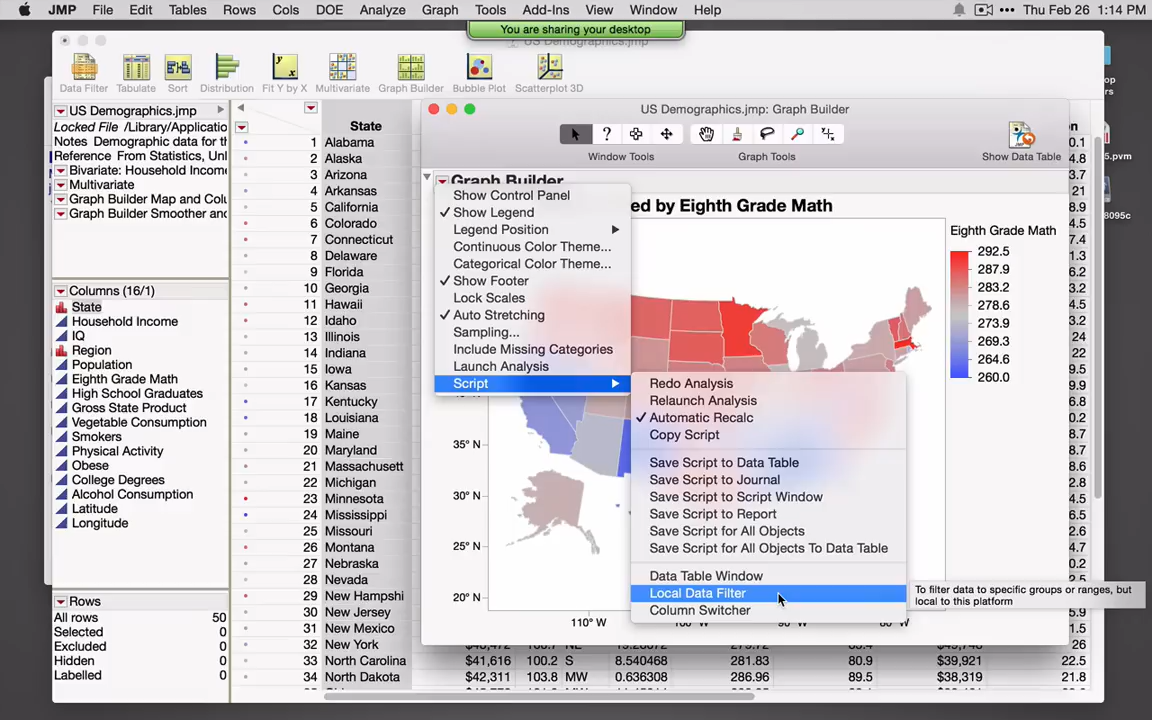 JMP File Edit Tables Rows Cols DOE Analyze Graph Tools Add-Ins View Window Help Thu Feb 26 1:14 PM
You are sharing your desktop
US Demographics.jmp
Data Filter Tabulate Sort Distribution Fit Y by X Multivariate Graph Builder Bubble Plot Scatterplot 3D
US Demographics.jmp
Locked File /Library/Applicatio
Notes Demographic data for t
Reference From Statistics, Unl
Bivariate: Household Income
Multivariate
Graph Builder Map and Colu
Graph Builder Smoother and
Columns (16/1)
State
Household Income
IQ
Region
Population
Eighth Grade Math
High School Graduates
Gross State Product
Vegetable Consumption
Smokers
Physical Activity
Obese
College Degrees
Alcohol Consumption
Latitude
Longitude
Rows
All rows 50
Selected 0
Excluded 0
Hidden 0
Labelled 0
State
1 Alabama
2 Alaska
3 Arizona
4 Arkansas
5 California
6 Colorado
7 Connecticut
8 Delaware
9 Florida
10 Georgia
11 Hawaii
12 Idaho
13 Illinois
14 Indiana
15 Iowa
16 Kansas
17 Kentucky
18 Louisiana
19 Maine
20 Maryland
21 Massachusett
22 Michigan
23 Minnesota
24 Mississippi
25 Missouri
26 Montana
27 Nebraska
28 Nevada
29 New Hampshi
30 New Jersey
31 New Mexico
32 New York
33 North Carolina
34 North Dakota
US Demographics.jmp: Graph Builder
Window Tools Graph Tools Show Data Table
Graph Builder
ed by Eighth Grade Math
Show Control Panel
Show Legend
Legend Position
Continuous Color Theme...
Categorical Color Theme...
Show Footer
Lock Scales
Auto Stretching
Sampling...
Include Missing Categories
Launch Analysis
Script
Redo Analysis
Relaunch Analysis
Automatic Recalc
Copy Script
Save Script to Data Table
Save Script to Journal
Save Script to Script Window
Save Script to Report
Save Script for All Objects
Save Script for All Objects To Data Table
Data Table Window
Local Data Filter
Column Switcher
To filter data to specific groups or ranges, but
local to this platform
Eighth Grade Math
292.5
287.9
283.2
278.6
273.9
269.3
264.6
260.0
35° N
30° N
25° N
20° N
110° W
$41,616 100.2 S 8.540468 281.83 80.9 $39,921 22.5
$42,311 103.8 MW 0.636308 286.96 89.5 $38,319 21.8